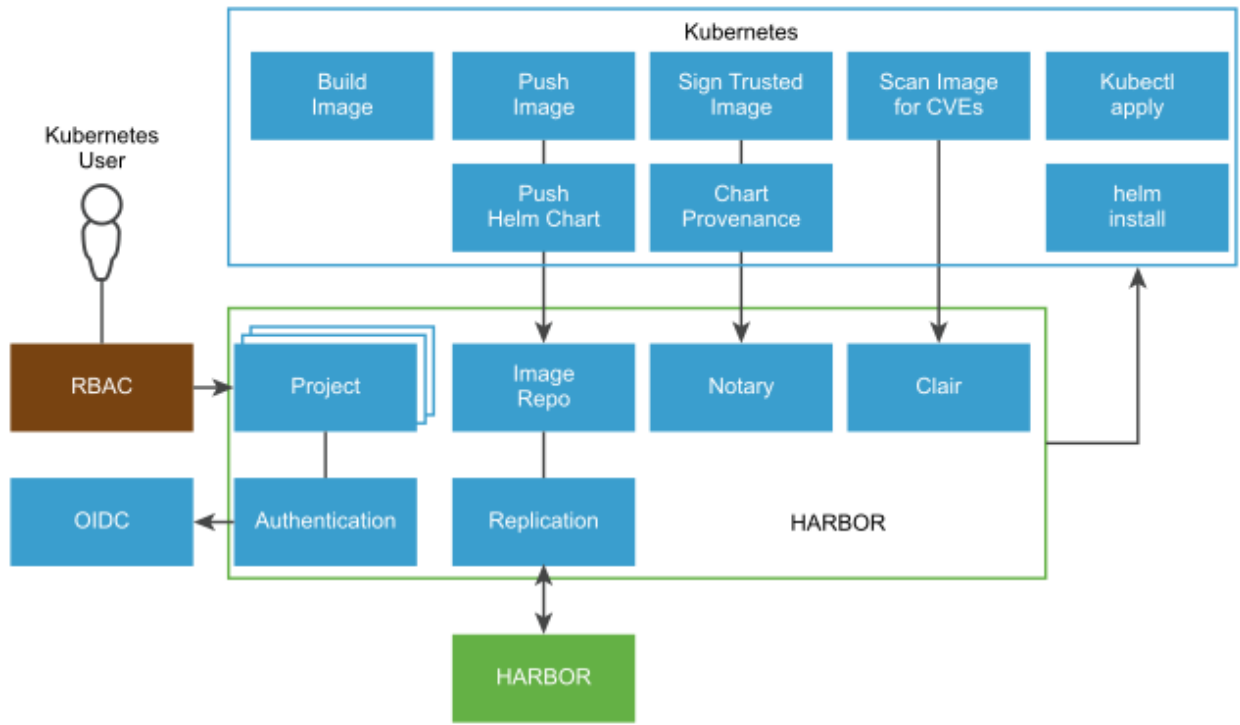 Kubernetes
Build
Image
Push
Image
Sign Trusted
Image
Scan Image
for CVEs
Kubectl
apply
Kubernetes
User
Push
Helm Chart
Chart
Provenance
helm
install
RBAC
Project
Image
Repo
Notary
Clair
OIDC
Authentication
Replication
HARBOR
HARBOR